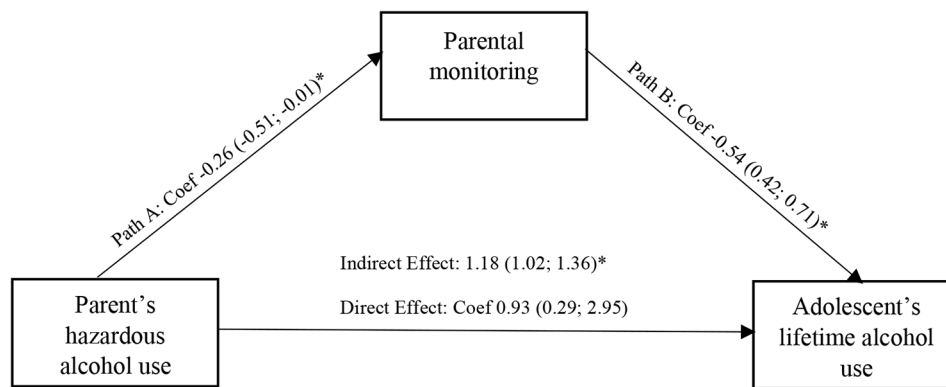 Parental
monitoring
Path A: Coef -0.26 (-0.51; -0.01)*
Path B: Coef -0.54 (0.42; 0.71)*
Indirect Effect: 1.18 (1.02; 1.36)*
Direct Effect: Coef 0.93 (0.29; 2.95)
Parent's
hazardous
alcohol use
Adolescent's
lifetime alcohol
use